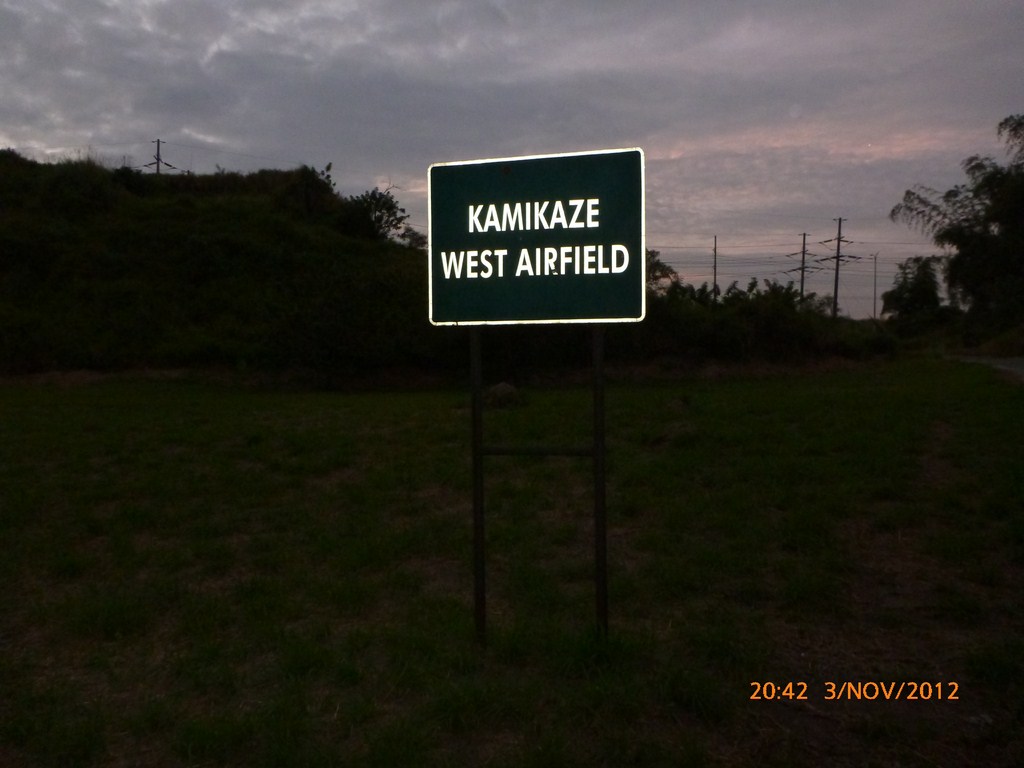 KAMIKAZE
WEST AIRFIELD
20:42 3/NOV/2012